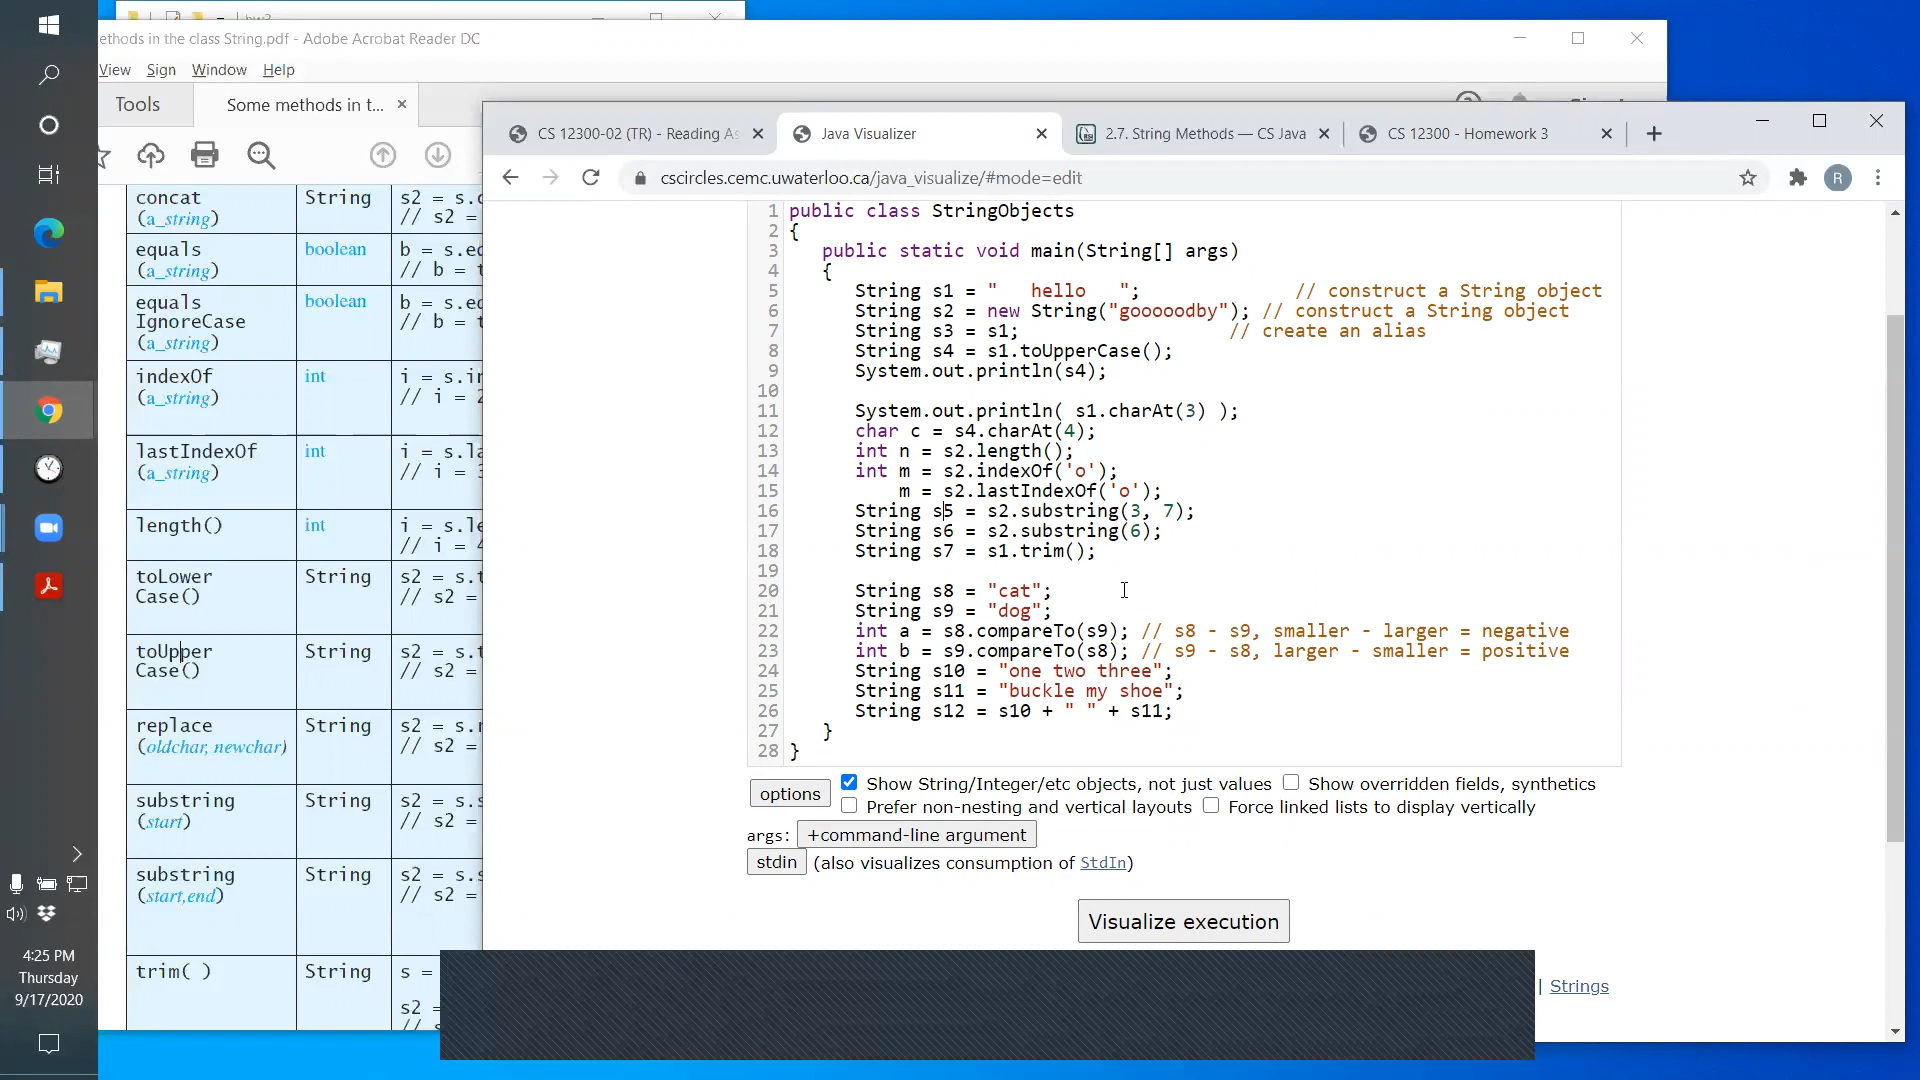 hw3
ethods in the class String.pdf - Adobe Acrobat Reader DC
View Sign Window Help
Tools
Some methods in t...
concat
(a_string)
String
s2 = s.
// s2 =
equals
(a_string)
boolean
b = s.e
// b = t
equals
IgnoreCase
(a_string)
boolean
b = s.e
// b = t
indexOf
(a_string)
int
i = s.i
// i = 2
lastIndexOf
(a_string)
int
i = s.l
// i = 3
length()
int
i = s.l
// i = 4
toLower
Case()
String
s2 = s.t
// s2 =
toUpper
Case()
String
s2 = s.t
// s2 =
replace
(oldchar, newchar)
String
s2 = s.
// s2 =
substring
(start)
String
s2 = s.s
// s2 =
substring
(start,end)
String
s2 = s.s
// s2 =
trim( )
String
s =
s2 =
CS 12300-02 (TR) - Reading As
Java Visualizer
2.7. String Methods — CS Java
CS 12300 - Homework 3
cscircles.cemc.uwaterloo.ca/java_visualize/#mode=edit
R
1 public class StringObjects
2 {
3 public static void main(String[] args)
4 {
5 String s1 = "   hello   "; // construct a String object
6 String s2 = new String("gooooodby"); // construct a String object
7 String s3 = s1; // create an alias
8 String s4 = s1.toUpperCase();
9 System.out.println(s4);
10
11 System.out.println( s1.charAt(3) );
12 char c = s4.charAt(4);
13 int n = s2.length();
14 int m = s2.indexOf('o');
15 m = s2.lastIndexOf('o');
16 String s5 = s2.substring(3, 7);
17 String s6 = s2.substring(6);
18 String s7 = s1.trim();
19
20 String s8 = "cat";
21 String s9 = "dog";
22 int a = s8.compareTo(s9); // s8 - s9, smaller - larger = negative
23 int b = s9.compareTo(s8); // s9 - s8, larger - smaller = positive
24 String s10 = "one two three";
25 String s11 = "buckle my shoe";
26 String s12 = s10 + " " + s11;
27 }
28 }
options
Show String/Integer/etc objects, not just values
Show overridden fields, synthetics
Prefer non-nesting and vertical layouts
Force linked lists to display vertically
args: +command-line argument
stdin (also visualizes consumption of StdIn)
Visualize execution
| Strings
4:25 PM
Thursday
9/17/2020